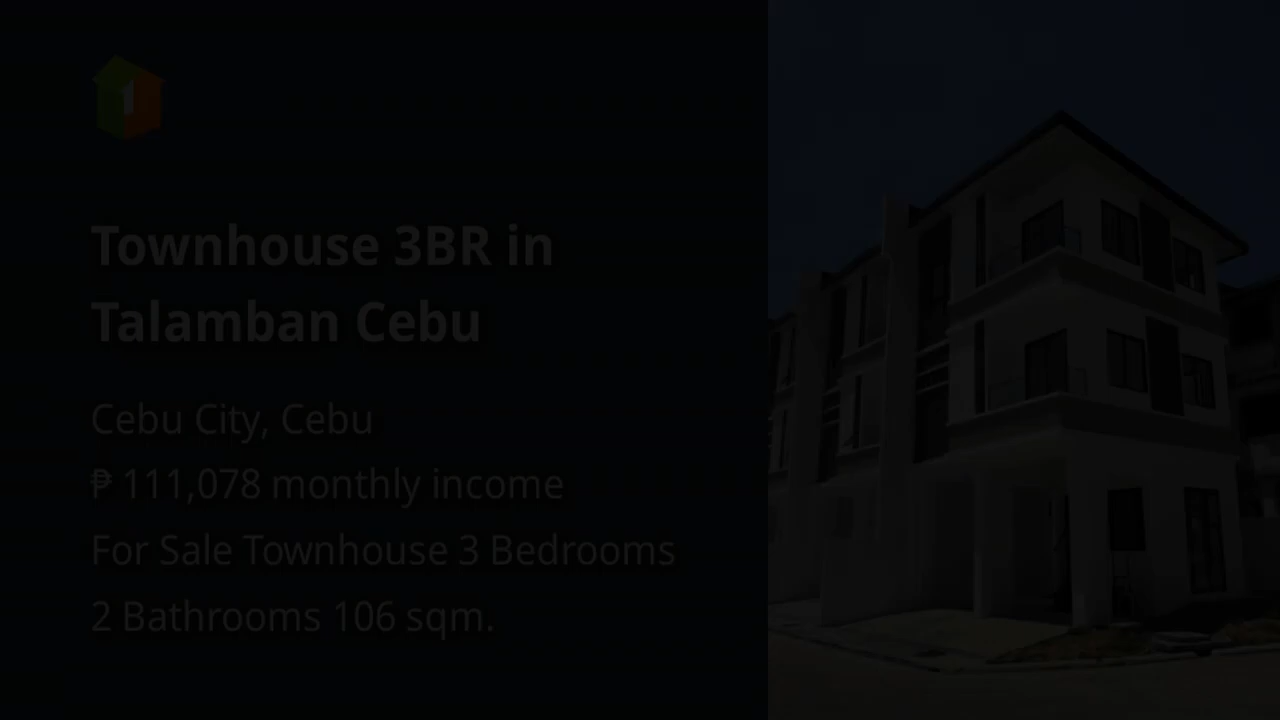 1
Townhouse 3BR in
Talamban Cebu
Cebu City, Cebu
₱ 111,078 monthly income
For Sale Townhouse 3 Bedrooms
2 Bathrooms 106 sqm.